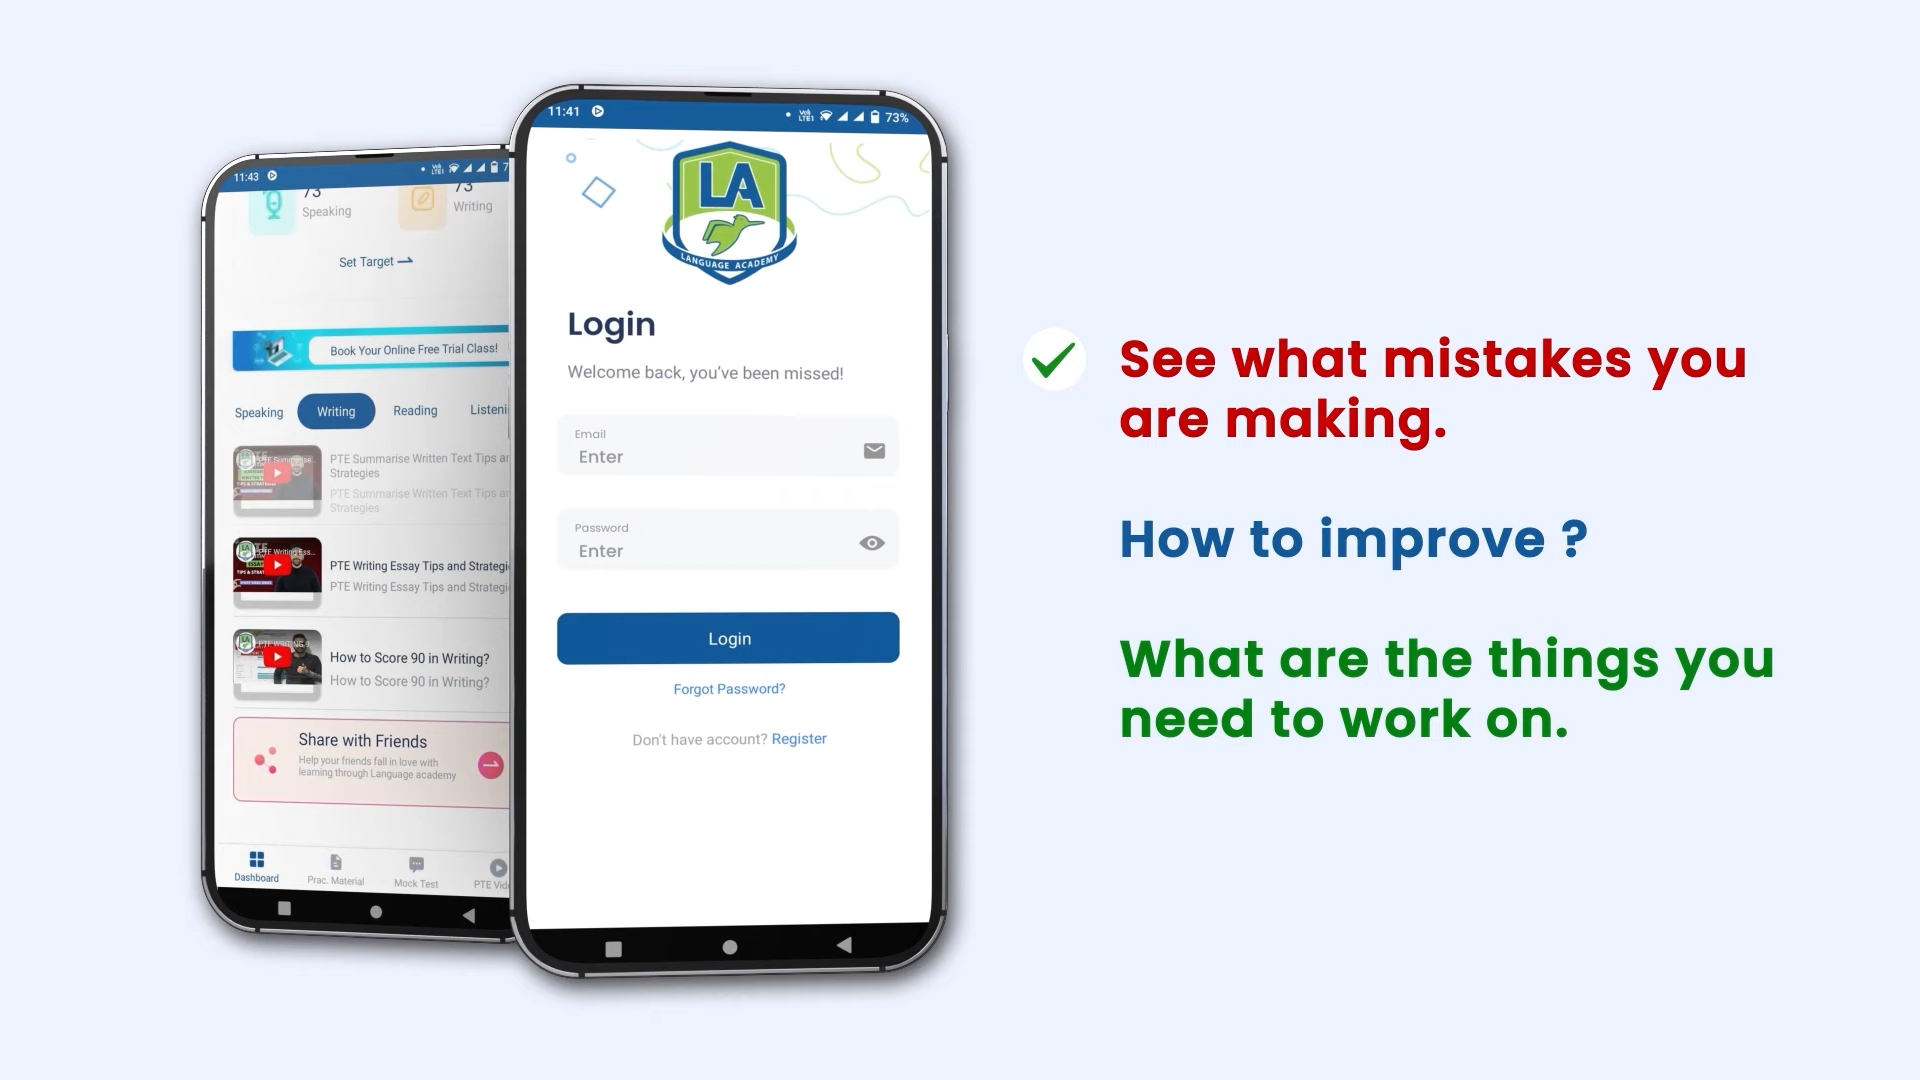 11:43
73
73
Speaking
Writing
Set Target
Book Your Online Free Trial Class!
Speaking
Writing
Reading
PTE Summarise Written Text Tips
Strategies
PTE Summarise Written Text Tips
Strategies
PTE Writing Essay Tips and
PTE Writing Essay Tips and
How to Score 90 in Writing?
How to Score 90 in Writing?
Share with Friends
Help your friends fall in love with
learning through Language academy
Dashboard
Prac. Material
Mock Test
PTE
11:41
73%
LA
LANGUAGE ACADEMY
Login
Welcome back, you've been missed!
Email
Enter
Password
Enter
Login
Forgot Password?
Don't have account? Register
See what mistakes you
are making.
How to improve ?
What are the things you
need to work on.